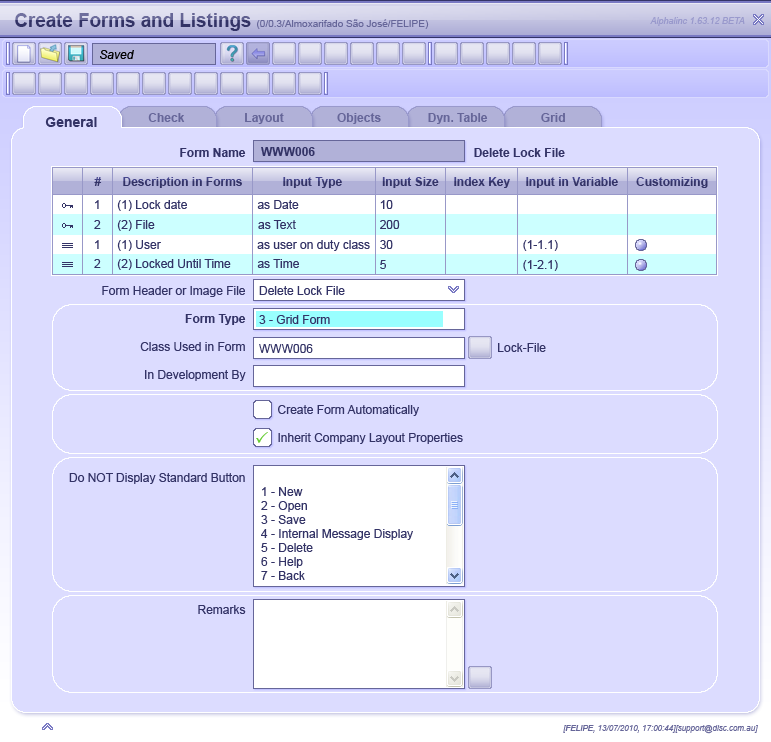 Create Forms and Listings (0/0.3/Almoxarifado São José/FELIPE) Alphalinc 1.63.12 BETA
Saved ?
General Check Layout Objects Dyn. Table Grid
Form Name WWW006 Delete Lock File
# Description in Forms Input Type Input Size Index Key Input in Variable Customizing
1 (1) Lock date as Date 10
2 (2) File as Text 200
1 (1) User as user on duty class 30 (1-1.1)
2 (2) Locked Until Time as Time 5 (1-2.1)
Form Header or Image File Delete Lock File
Form Type 3 - Grid Form
Class Used in Form WWW006 Lock-File
In Development By
Create Form Automatically
Inherit Company Layout Properties
Do NOT Display Standard Button
1 - New
2 - Open
3 - Save
4 - Internal Message Display
5 - Delete
6 - Help
7 - Back
Remarks
[FELIPE, 13/07/2010, 17:00:44][support@disc.com.au]